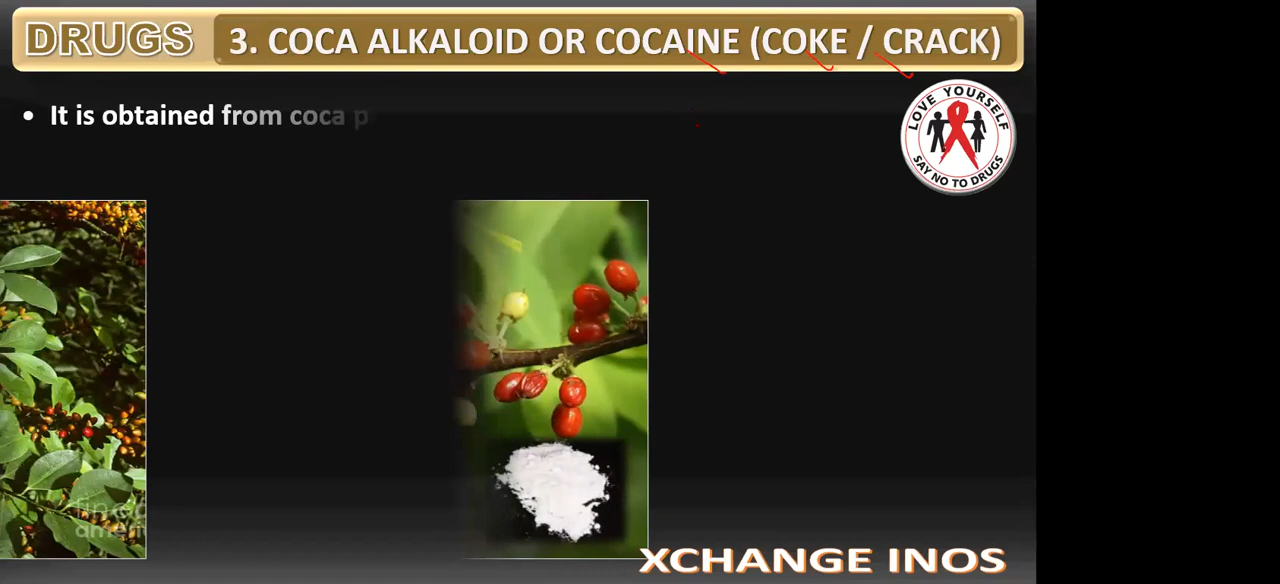 DRUGS
3. COCA ALKALOID OR COCAINE (COKE / CRACK)
• It is obtained from coca p
LOVE YOURSELF
SAY NO TO DRUGS
XCHANGE INOS